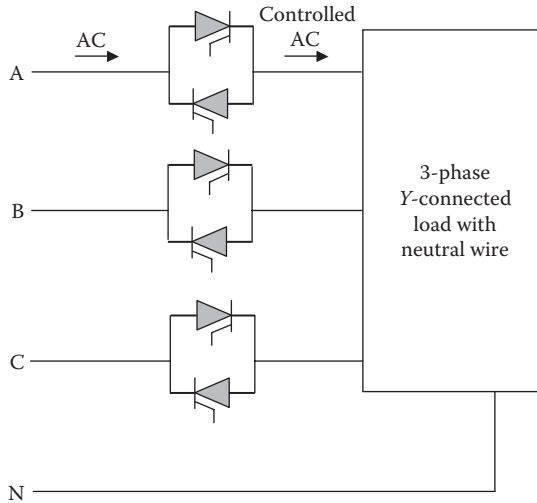 Controlled
AC
AC
A
B
3-phase
Y-connected
load with
neutral wire
C
N